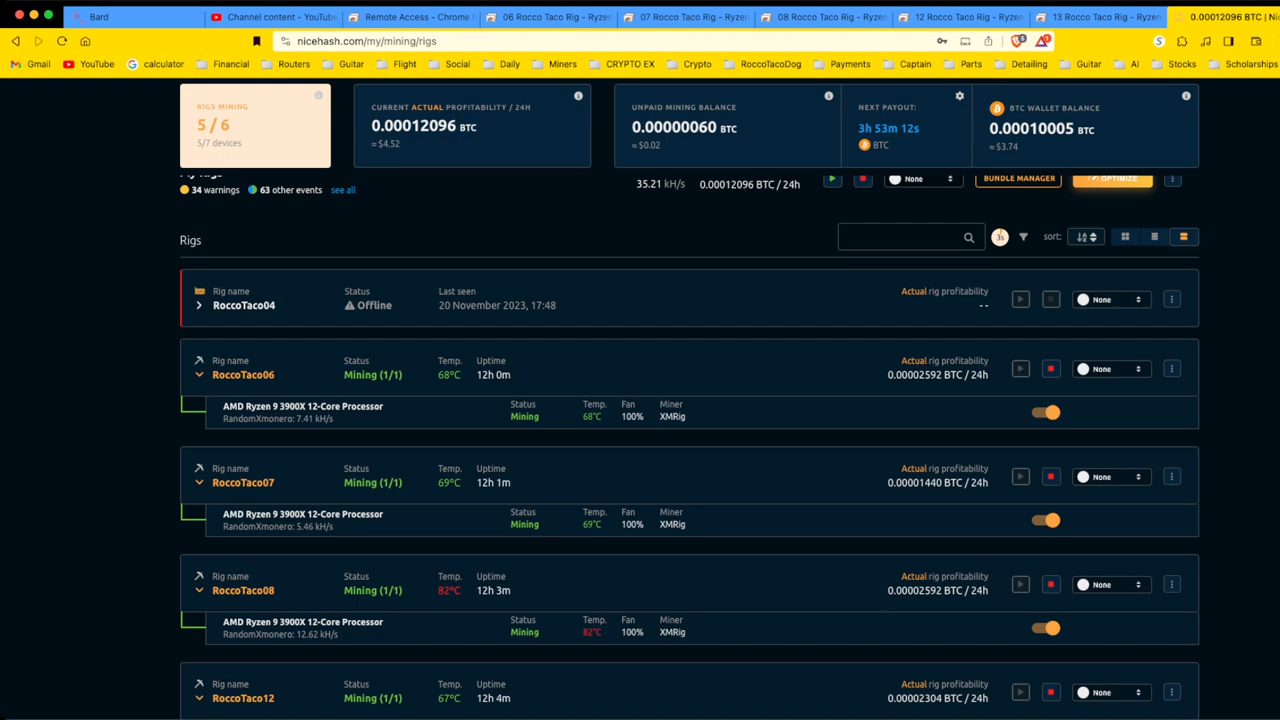 Bard
Channel content - YouTube
Remote Access - Chrome
06 Rocco Taco Rig - Ryzen
07 Rocco Taco Rig - Ryzen
08 Rocco Taco Rig - Ryzen
12 Rocco Taco Rig - Ryzen
13 Rocco Taco Rig - Ryzen
0.00012096 BTC | Nic
nicehash.com/my/mining/rigs
Gmail YouTube calculator Financial Routers Guitar Flight Social Daily Miners CRYPTO EX Crypto RoccoTacoDog Payments Captain Parts Detailing Guitar AI Stocks Scholarships
RIGS MINING
5 / 6
5/7 devices
CURRENT ACTUAL PROFITABILITY / 24H
0.00012096 BTC
≈ $4.52
UNPAID MINING BALANCE
0.00000060 BTC
≈ $0.02
NEXT PAYOUT:
3h 53m 12s
BTC
BTC WALLET BALANCE
0.00010005 BTC
≈ $3.74
My Rigs
34 warnings 63 other events see all
35.21 kH/s 0.00012096 BTC / 24h None BUNDLE MANAGER OPTIMIZE
Rigs
3s sort:
Rig name Status Last seen Actual rig profitability
RoccoTaco04 Offline 20 November 2023, 17:48 - - None
Rig name Status Temp. Uptime Actual rig profitability
RoccoTaco06 Mining (1/1) 68°C 12h 0m 0.00002592 BTC / 24h None
AMD Ryzen 9 3900X 12-Core Processor Status Temp. Fan Miner
RandomXmonero: 7.41 kH/s Mining 68°C 100% XMRig
Rig name Status Temp. Uptime Actual rig profitability
RoccoTaco07 Mining (1/1) 69°C 12h 1m 0.00001440 BTC / 24h None
AMD Ryzen 9 3900X 12-Core Processor Status Temp. Fan Miner
RandomXmonero: 5.46 kH/s Mining 69°C 100% XMRig
Rig name Status Temp. Uptime Actual rig profitability
RoccoTaco08 Mining (1/1) 82°C 12h 3m 0.00002592 BTC / 24h None
AMD Ryzen 9 3900X 12-Core Processor Status Temp. Fan Miner
RandomXmonero: 12.62 kH/s Mining 82°C 100% XMRig
Rig name Status Temp. Uptime Actual rig profitability
RoccoTaco12 Mining (1/1) 67°C 12h 4m 0.00002304 BTC / 24h None